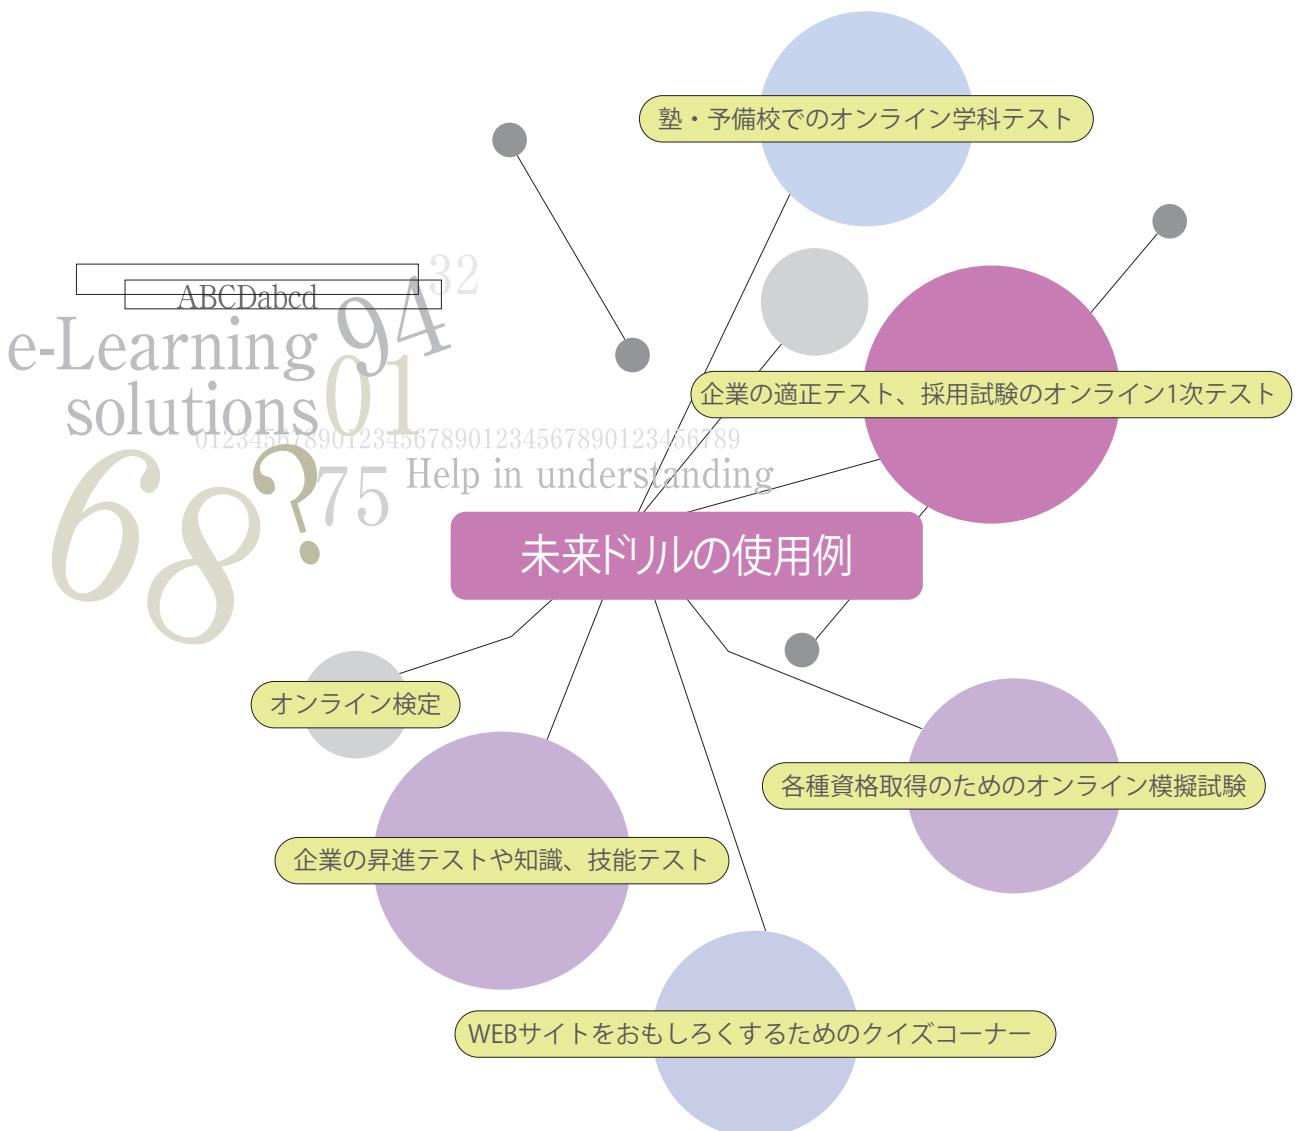 塾・予備校でのオンライン学科テスト
ABCDabcd
94
32
e-Learning
solutions
01
企業の適正テスト、採用試験のオンライン1次テスト
0123456789012345678901234567890123456789
68
?
75
Help in understanding
未来ドリルの使用例
オンライン検定
各種資格取得のためのオンライン模擬試験
企業の昇進テストや知識、技能テスト
WEBサイトをおもしろくするためのクイズコーナー